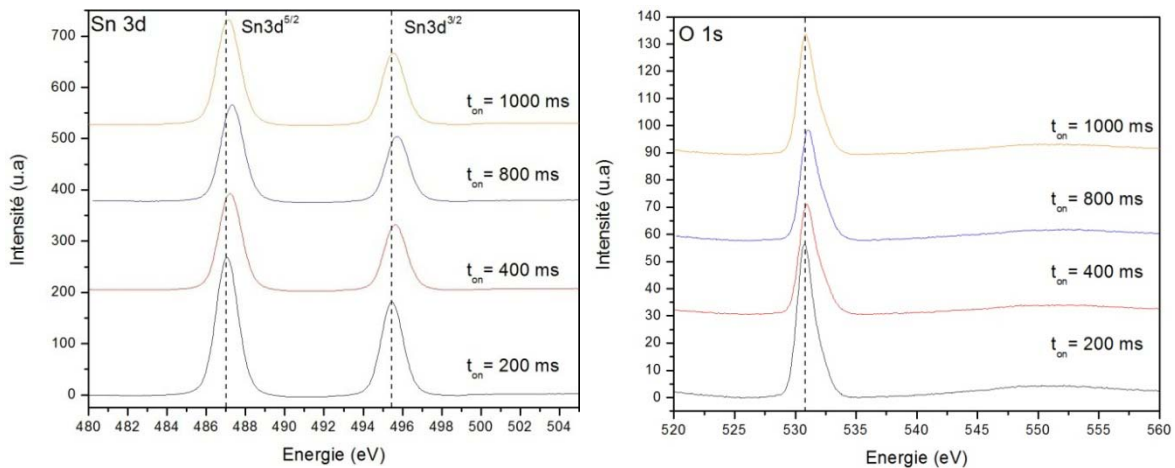 Sn 3d
Sn3d5/2
Sn3d3/2
700
600
500
400
300
200
100
0
ton= 1000 ms
ton= 800 ms
ton= 400 ms
ton= 200 ms
Intensité (u.a)
480 482 484 486 488 490 492 494 496 498 500 502 504
Energie (eV)
O 1s
140
130
120
110
100
90
80
70
60
50
40
30
20
10
0
ton= 1000 ms
ton= 800 ms
ton= 400 ms
ton= 200 ms
Intensité (u.a)
520 525 530 535 540 545 550 555 560
Energie (eV)